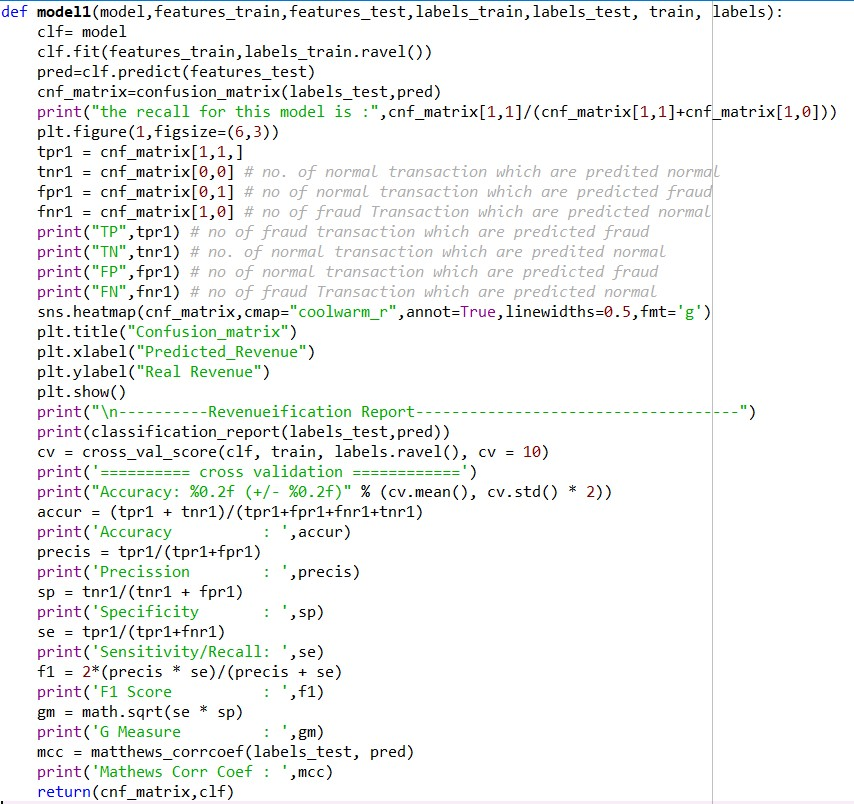 def model1(model,features_train,features_test,labels_train,labels_test, train, labels):
    clf= model
    clf.fit(features_train,labels_train.ravel())
    pred=clf.predict(features_test)
    cnf_matrix=confusion_matrix(labels_test,pred)
    print("the recall for this model is :",cnf_matrix[1,1]/(cnf_matrix[1,1]+cnf_matrix[1,0]))
    plt.figure(1,figsize=(6,3))
    tpr1 = cnf_matrix[1,1,]
    tnr1 = cnf_matrix[0,0] # no. of normal transaction which are predited normal
    fpr1 = cnf_matrix[0,1] # no of normal transaction which are predicted fraud
    fnr1 = cnf_matrix[1,0] # no of fraud Transaction which are predicted normal
    print("TP",tpr1) # no of fraud transaction which are predicted fraud
    print("TN",tnr1) # no. of normal transaction which are predited normal
    print("FP",fpr1) # no of normal transaction which are predicted fraud
    print("FN",fnr1) # no of fraud Transaction which are predicted normal
    sns.heatmap(cnf_matrix,cmap="coolwarm_r",annot=True,linewidths=0.5,fmt='g')
    plt.title("Confusion_matrix")
    plt.xlabel("Predicted_Revenue")
    plt.ylabel("Real Revenue")
    plt.show()
    print("\n----------Revenueification Report------------------------------------")
    print(classification_report(labels_test,pred))
    cv = cross_val_score(clf, train, labels.ravel(), cv = 10)
    print('========== cross validation ============')
    print("Accuracy: %0.2f (+/- %0.2f)" % (cv.mean(), cv.std() * 2))
    accur = (tpr1 + tnr1)/(tpr1+fpr1+fnr1+tnr1)
    print('Accuracy          : ',accur)
    precis = tpr1/(tpr1+fpr1)
    print('Precission        : ',precis)
    sp = tnr1/(tnr1 + fpr1)
    print('Specificity       : ',sp)
    se = tpr1/(tpr1+fnr1)
    print('Sensitivity/Recall: ',se)
    f1 = 2*(precis * se)/(precis + se)
    print('F1 Score          : ',f1)
    gm = math.sqrt(se * sp)
    print('G Measure         : ',gm)
    mcc = matthews_corrcoef(labels_test, pred)
    print('Mathews Corr Coef : ',mcc)
    return(cnf_matrix,clf)